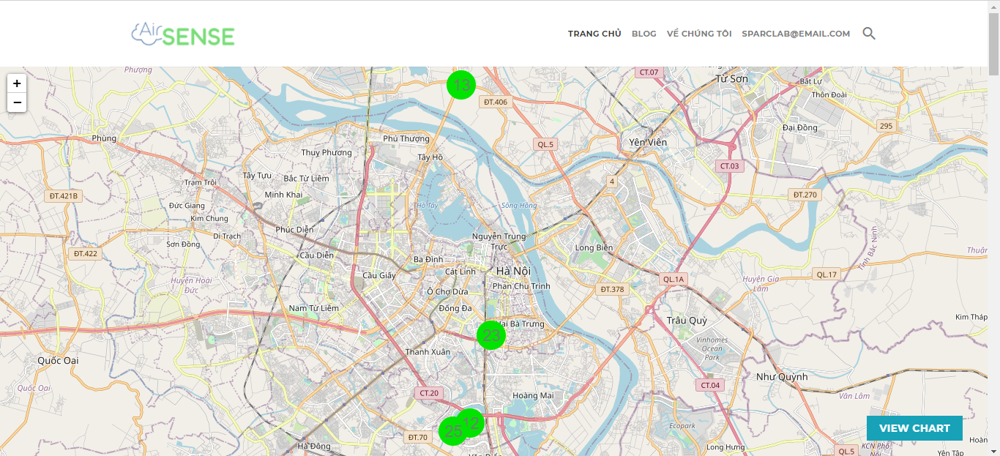 Air SENSE
TRANG CHỦ BLOG VỀ CHÚNG TÔI SPARCLAB@EMAIL.COM
+
−
Phượng
13
CT.07
Từ Sơn
Bát Lự
Thôn Đoài
ĐT.406
Đại Đồng
295
Phùng
Phú Thượng
QL.5
Yên Viên
Thuỵ Phương
Tây Hồ
CT.03
Trạm Trôi
Tây Tựu
Bắc Từ Liêm
4
ĐT.421B
Minh Khai
ĐT.270
Đức Giang
Hồ Tây
Sông Hồng
Kim Chung
Phúc Diễn
Di Trạch
Sơn Đồng
Nguyễn Trung
Trực
Long Biên
Tỉnh Bắc Ninh
Thuận
ĐT.422
Cầu Diễn
Ba Đình
Cát Linh
Hà Nội
Cầu Giấy
QL.17
Huyện Hoài
Đức
QL.1A
Huyện Gia
Lâm
Phan Chu Trinh
Ô Chợ Dừa
ĐT.378
Nam Từ Liêm
Đống Đa
Hai Bà Trưng
Trâu Quỳ
Kim Tháp
23
Vinhomes
Ocean
Park
Thanh Xuân
Quốc Oai
Như Quỳnh
Quốc Oai
CT.20
Hoàng Mai
CT.04
Văn Lâm
12
25
Ecopark
VIEW CHART
ĐT.70
Hà Đông
Long Hưng
QL.5
KCN Phố
Nối
Yên Tập